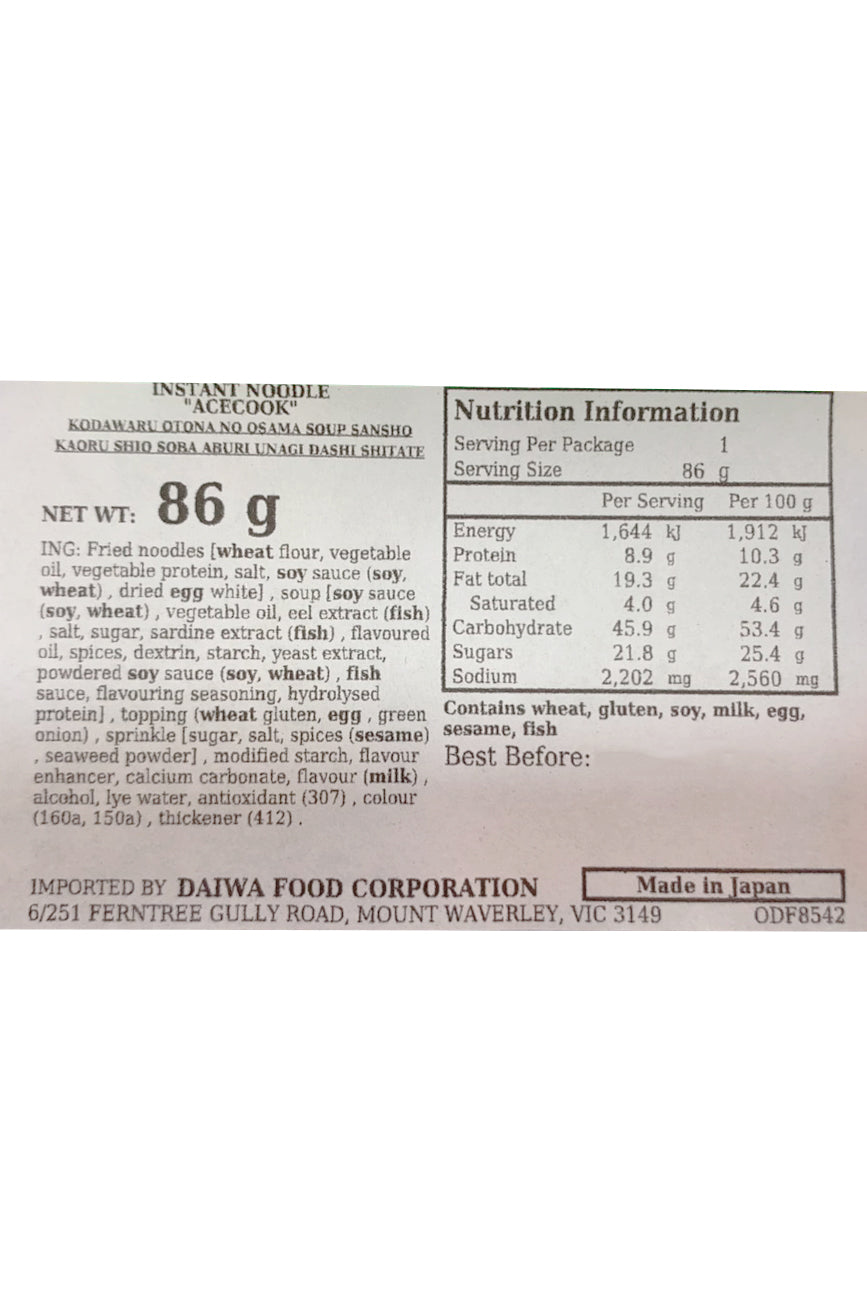 INSTANT NOODLE
"ACECOOK"
KODAWARU OTONA NO OSAMA SOUP SANSHO
KAORU SHIO SOBA ABURI UNAGI DASHI SHITATE
NET WT: 86 g
ING: Fried noodles [wheat flour, vegetable
oil, vegetable protein, salt, soy sauce (soy,
wheat) , dried egg white] , soup [soy sauce
(soy, wheat) , vegetable oil, eel extract (fish)
, salt, sugar, sardine extract (fish) , flavoured
oil, spices, dextrin, starch, yeast extract,
powdered soy sauce (soy, wheat) , fish
sauce, flavouring seasoning, hydrolysed
protein] , topping (wheat gluten, egg , green
onion) , sprinkle [sugar, salt, spices (sesame)
, seaweed powder] , modified starch, flavour
enhancer, calcium carbonate, flavour (milk) ,
alcohol, lye water, antioxidant (307) , colour
(160a, 150a) , thickener (412) .
Nutrition Information
Serving Per Package 1
Serving Size 86 g
Per Serving Per 100 g
Energy 1,644 kJ 1,912 kJ
Protein 8.9 g 10.3 g
Fat total 19.3 g 22.4 g
Saturated 4.0 g 4.6 g
Carbohydrate 45.9 g 53.4 g
Sugars 21.8 g 25.4 g
Sodium 2,202 mg 2,560 mg
Contains wheat, gluten, soy, milk, egg,
sesame, fish
Best Before:
IMPORTED BY DAIWA FOOD CORPORATION
Made in Japan
6/251 FERNTREE GULLY ROAD, MOUNT WAVERLEY, VIC 3149
ODF8542